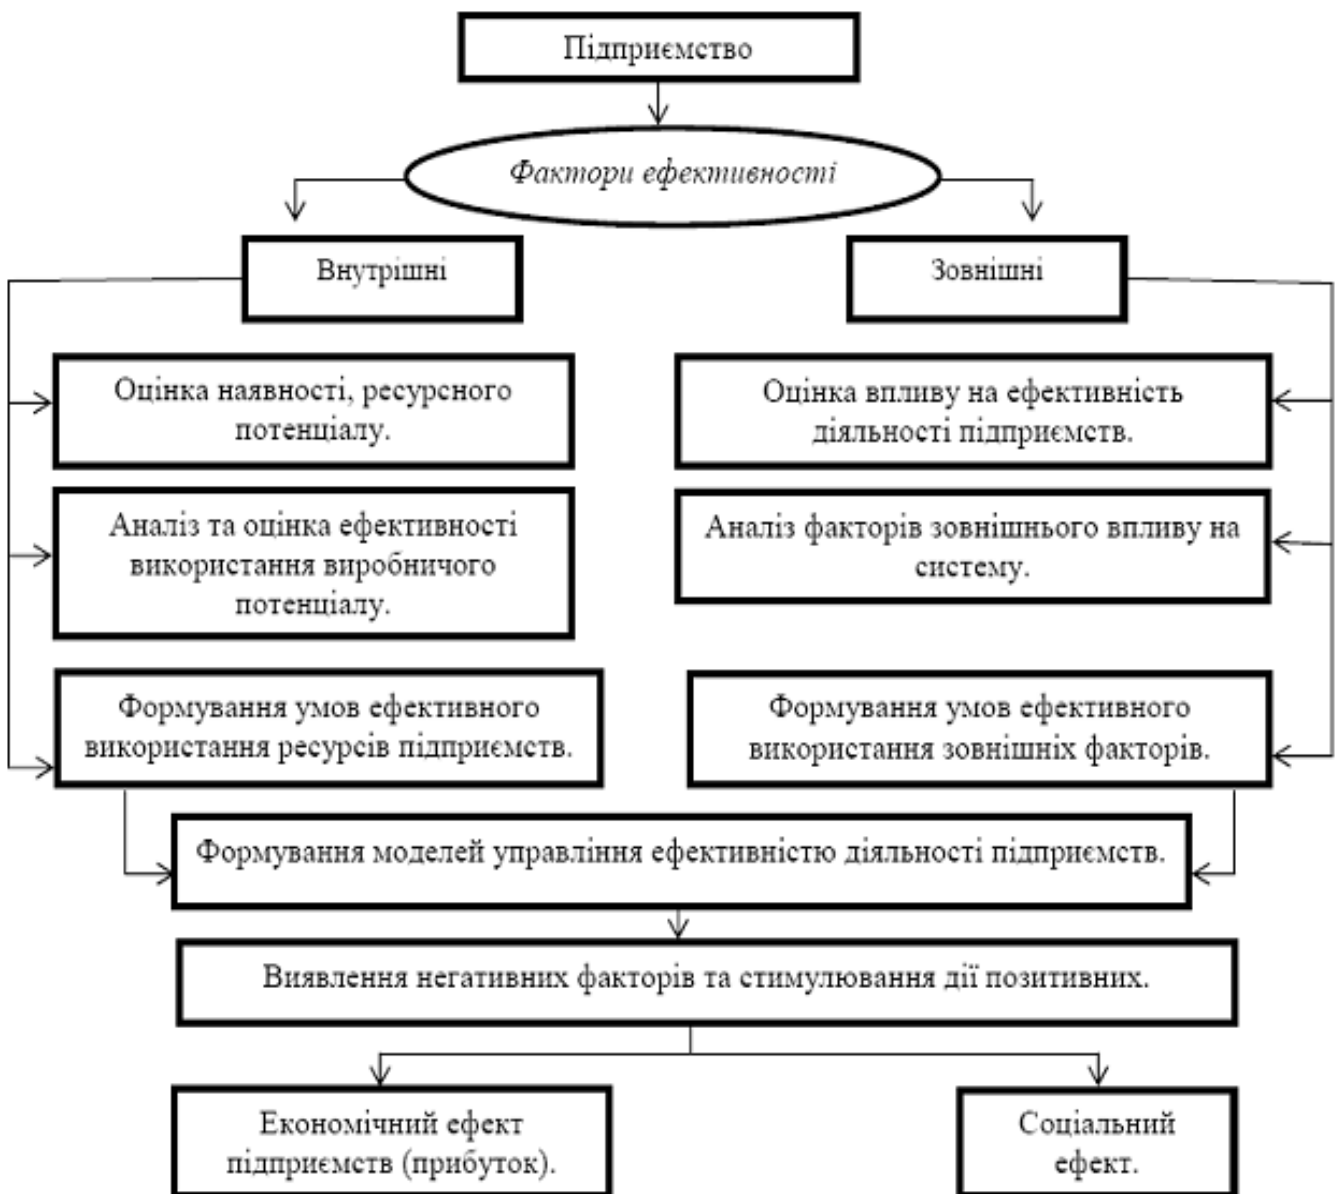 Підприємство
Фактори ефективності
Внутрішні
Зовнішні
Оцінка наявності, ресурсного
потенціалу.
Оцінка впливу на ефективність
діяльності підприємств.
Аналіз та оцінка ефективності
використання виробничого
потенціалу.
Аналіз факторів зовнішнього впливу на
систему.
Формування умов ефективного
використання ресурсів підприємств.
Формування умов ефективного
використання зовнішніх факторів.
Формування моделей управління ефективністю діяльності підприємств.
Виявлення негативних факторів та стимулювання дії позитивних.
Економічний ефект
підприємств (прибуток).
Соціальний
ефект.